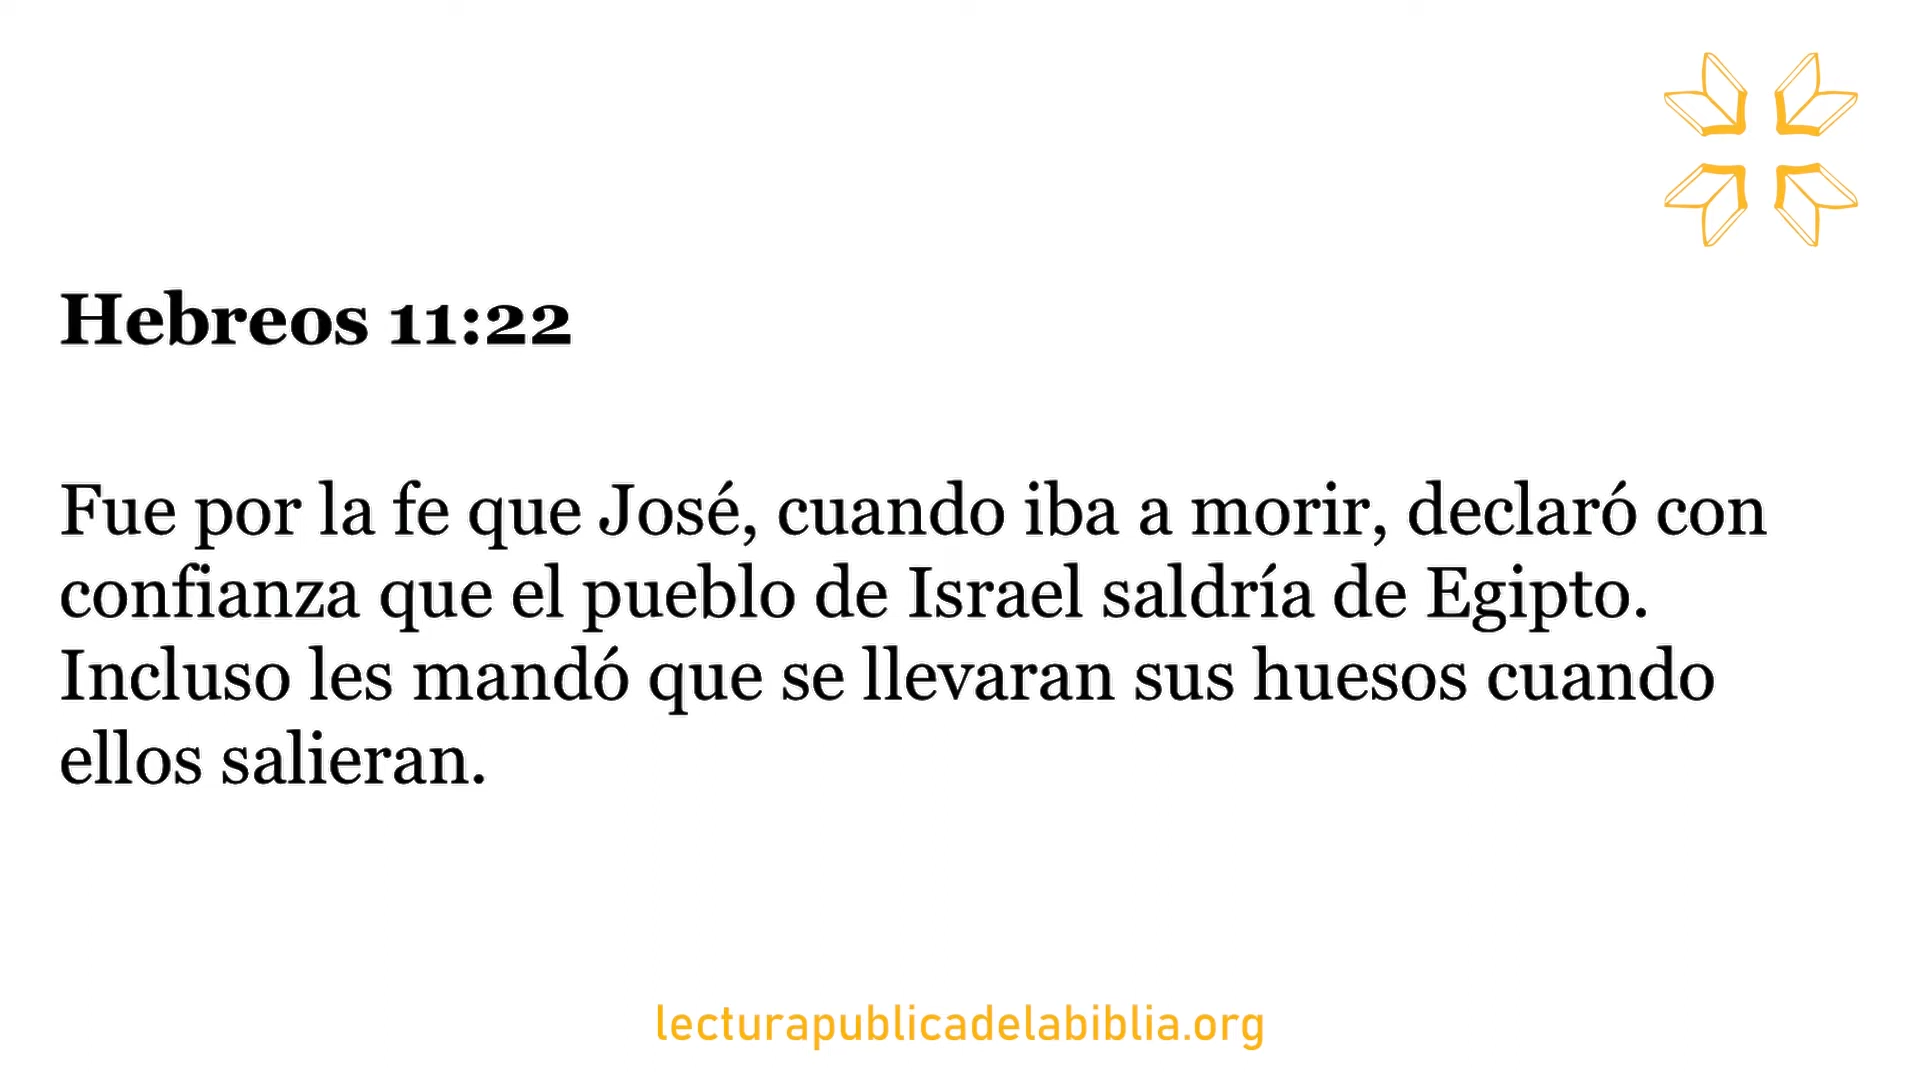 Hebreos 11:22
Fue por la fe que José, cuando iba a morir, declaró con
confianza que el pueblo de Israel saldría de Egipto.
Incluso les mandó que se llevaran sus huesos cuando
ellos salieran.
lecturapublicadelabiblia.org